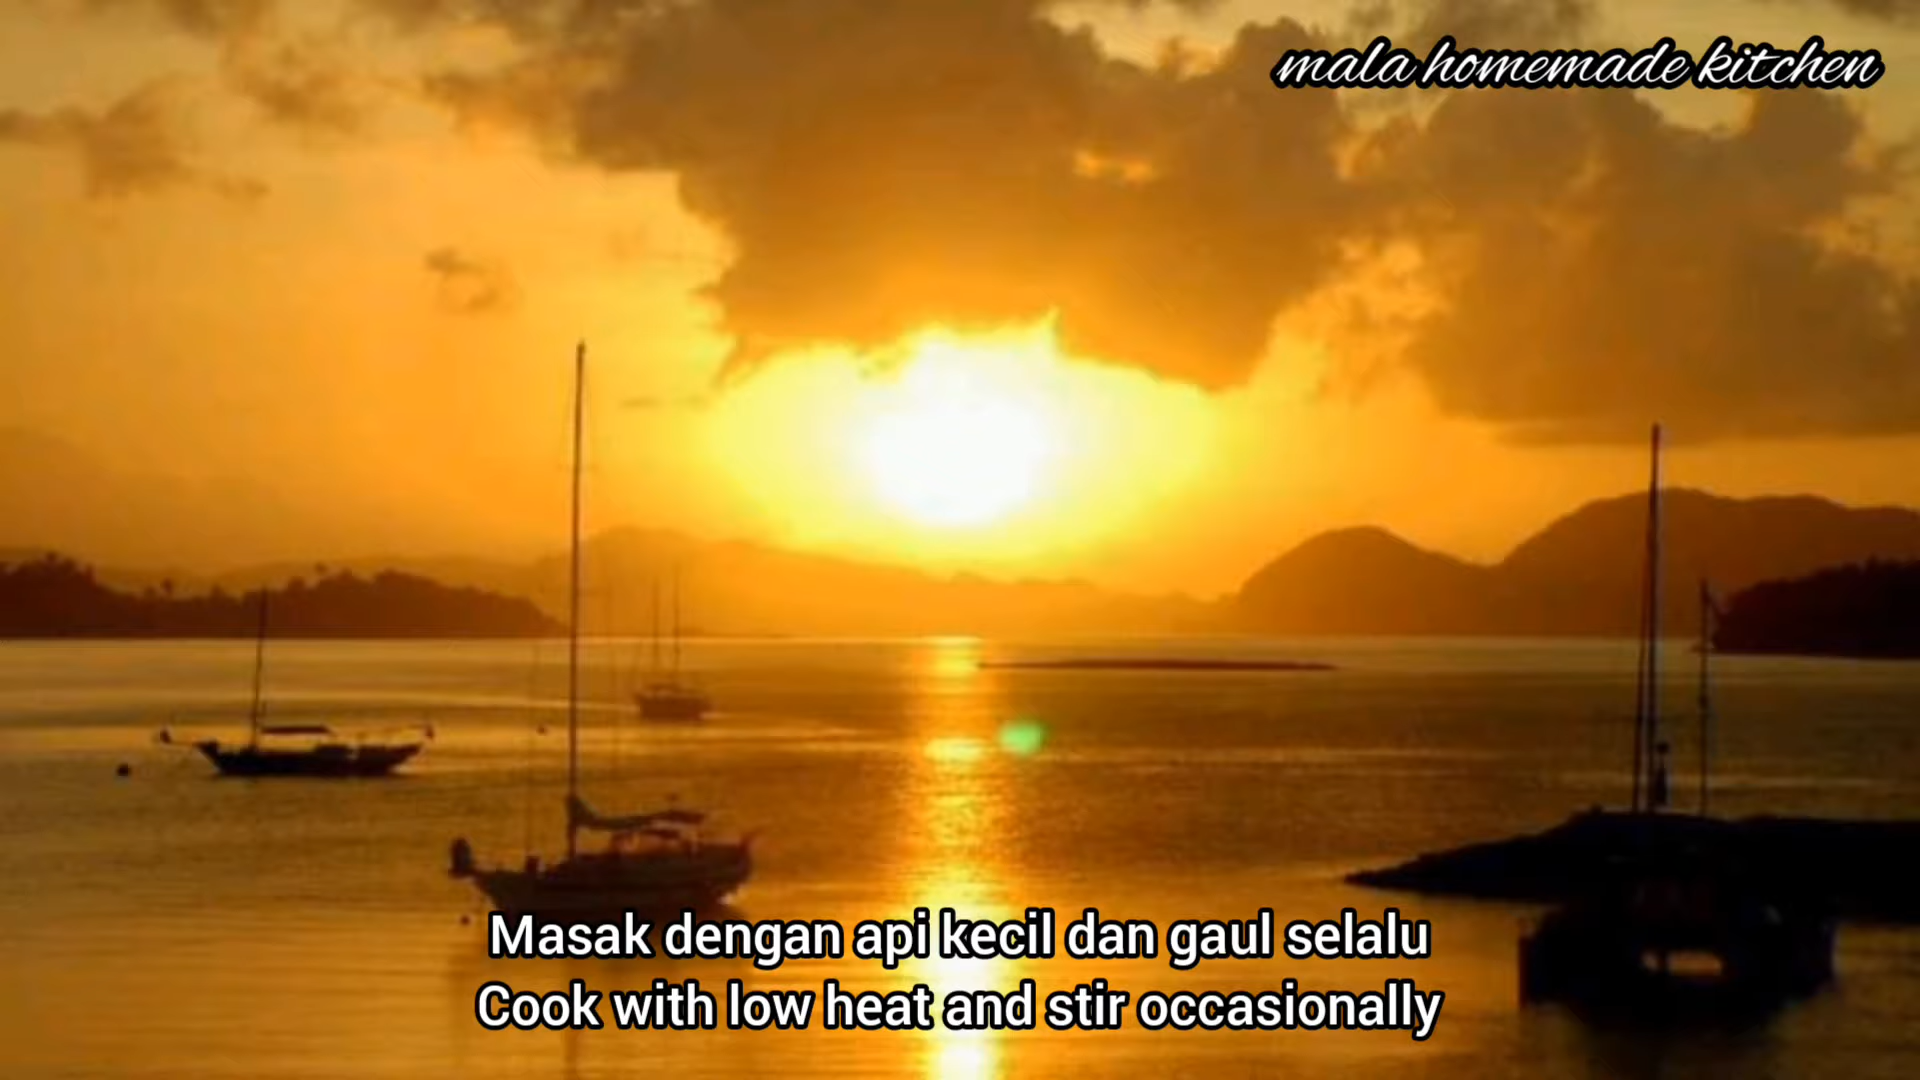 mala homemade kitchen
Masak dengan api kecil dan gaul selalu
Cook with low heat and stir occasionally